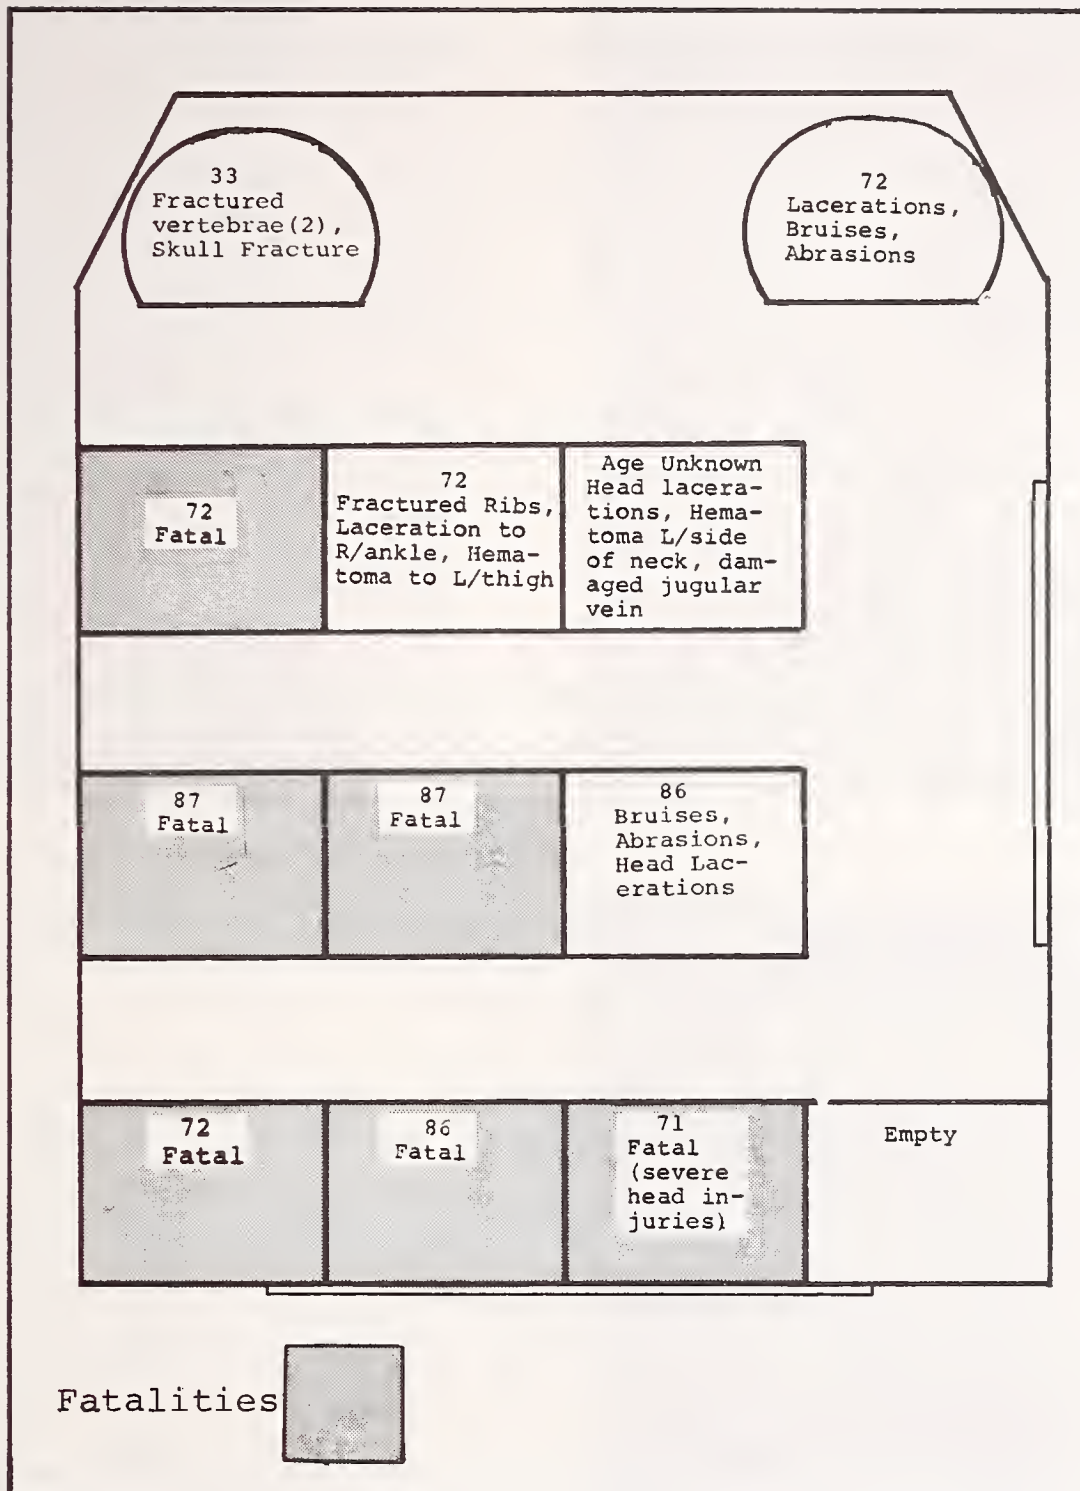 33
Fractured
vertebrae(2),
Skull Fracture
72
Lacerations,
Bruises,
Abrasions
72
Fatal
72
Fractured Ribs,
Laceration to
R/ankle, Hema-
toma to L/thigh
Age Unknown
Head lacera-
tions, Hema-
toma L/side
of neck, dam-
aged jugular
vein
87
Fatal
87
Fatal
86
Bruises,
Abrasions,
Head Lac-
erations
72
Fatal
86
Fatal
71
Fatal
(severe
head in-
juries)
Empty
Fatalities